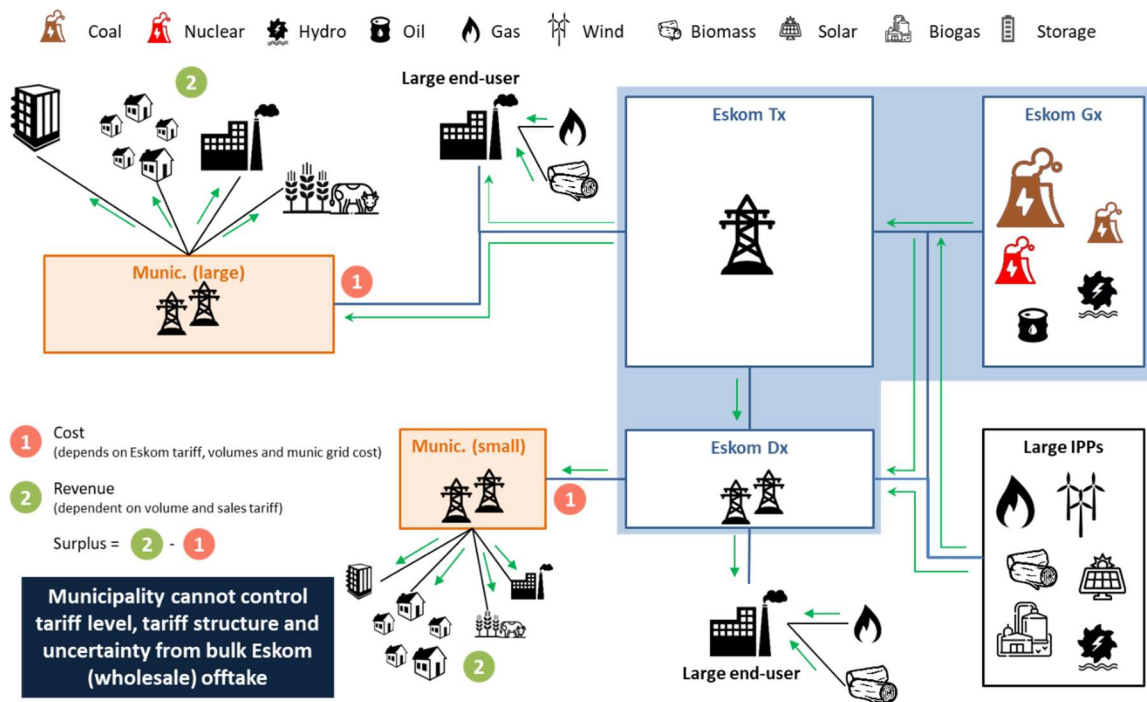 Coal
Nuclear
Hydro
Oil
Gas
Wind
Biomass
Solar
Biogas
Storage
2
Large end-user
Eskom Tx
Eskom Gx
Munic. (large)
1
1
Cost
(depends on Eskom tariff, volumes and munic grid cost)
2
Revenue
(dependent on volume and sales tariff)
Surplus = 2 - 1
Municipality cannot control
tariff level, tariff structure and
uncertainty from bulk Eskom
(wholesale) offtake
Munic. (small)
1
2
Eskom Dx
Large end-user
Large IPPs